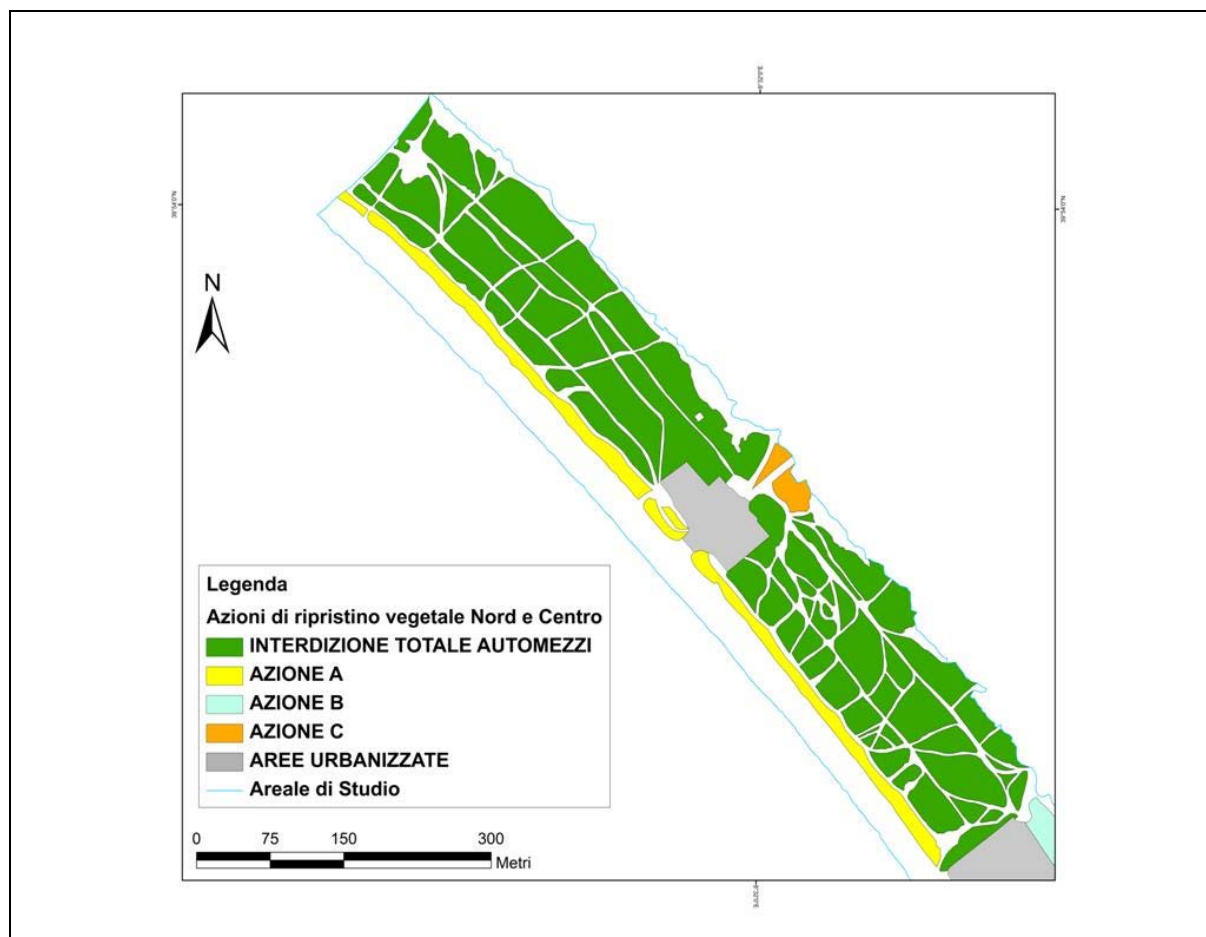 N
Legenda
Azioni di ripristino vegetale Nord e Centro
INTERDIZIONE TOTALE AUTOMEZZI
AZIONE A
AZIONE B
AZIONE C
AREE URBANIZZATE
Areale di Studio
0 75 150 300
Metri